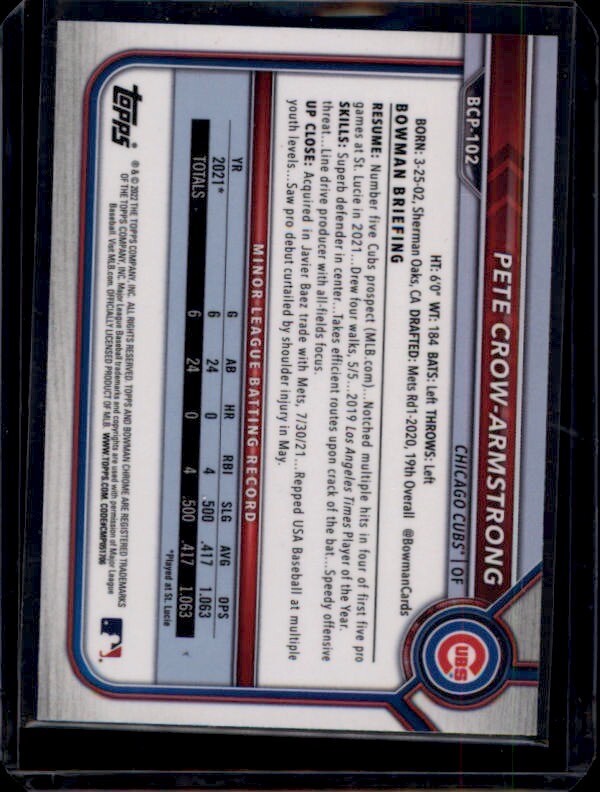 BCP-102
PETE CROW-ARMSTRONG
CHICAGO CUBS® | OF
CUBS
HT: 6'0" WT: 184 BATS: Left THROWS: Left
BORN: 3-25-02, Sherman Oaks, CA DRAFTED: Mets Rd1-2020, 19th Overall @BowmanCards
BOWMAN BRIEFING
RESUME: Number five Cubs prospect (MLB.com)...Notched multiple hits in four of first five pro
games at St. Lucie in 2021...Drew four walks, 5/5...2019 Los Angeles Times Player of the Year.
SKILLS: Superb defender in center...Takes efficient routes upon crack of the bat...Speedy offensive
threat...Line drive producer with all-fields focus.
UP CLOSE: Acquired in Javier Baez trade with Mets, 7/30/21...Repped USA Baseball at multiple
youth levels...Saw pro debut curtailed by shoulder injury in May.
MINOR LEAGUE BATTING RECORD
YR G AB HR RBI SLG AVG OPS
2021* 6 24 0 4 .500 .417 1.063
TOTALS 6 24 0 4 .500 .417 1.063
*Played at St. Lucie
topps
® & © 2022 THE TOPPS COMPANY, INC. ALL RIGHTS RESERVED. TOPPS AND BOWMAN CHROME ARE REGISTERED TRADEMARKS
OF THE TOPPS COMPANY, INC. Major League Baseball trademarks and copyrights are used with permission of Major League
Baseball. Visit MLB.com. OFFICIALLY LICENSED PRODUCT OF MLB. WWW.TOPPS.COM. CODE#CMP051706